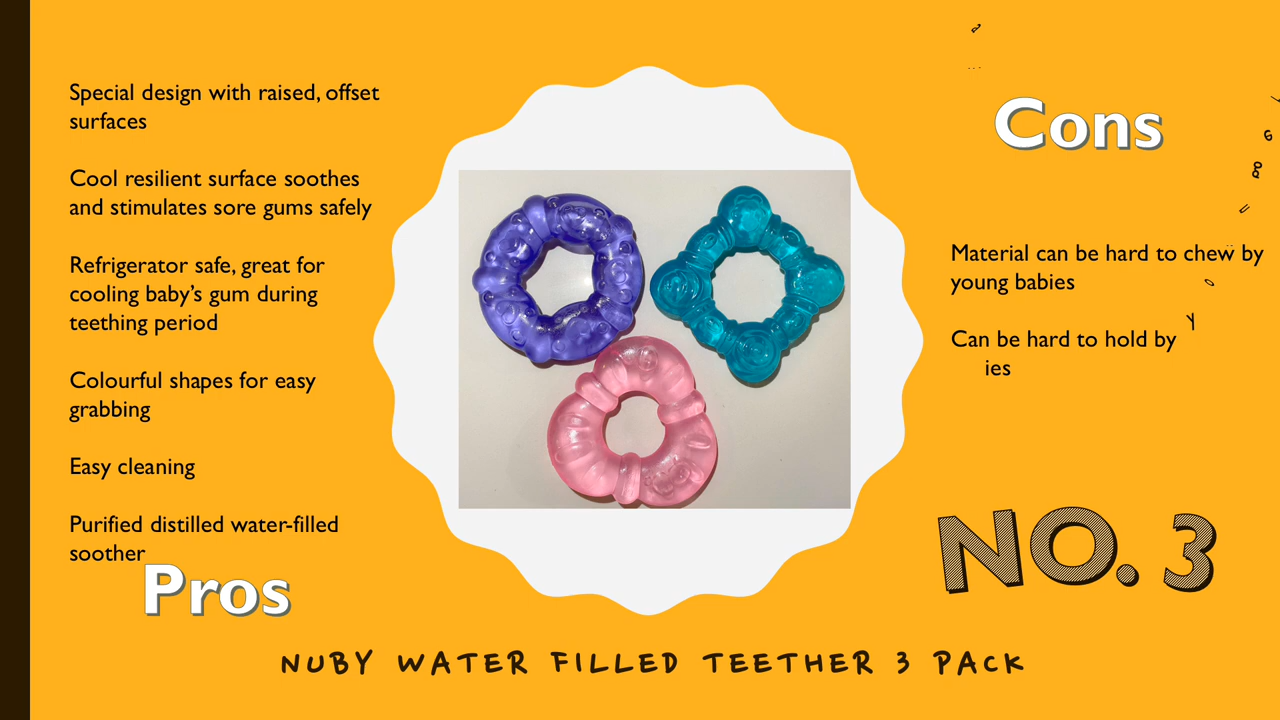 Special design with raised, offset
surfaces
Cool resilient surface soothes
and stimulates sore gums safely
Refrigerator safe, great for
cooling baby's gum during
teething period
Colourful shapes for easy
grabbing
Easy cleaning
Purified distilled water-filled
soother
Pros
Cons
Material can be hard to chew by
young babies
Can be hard to hold by
ies
NO. 3
NUBY WATER FILLED TEETHER 3 PACK